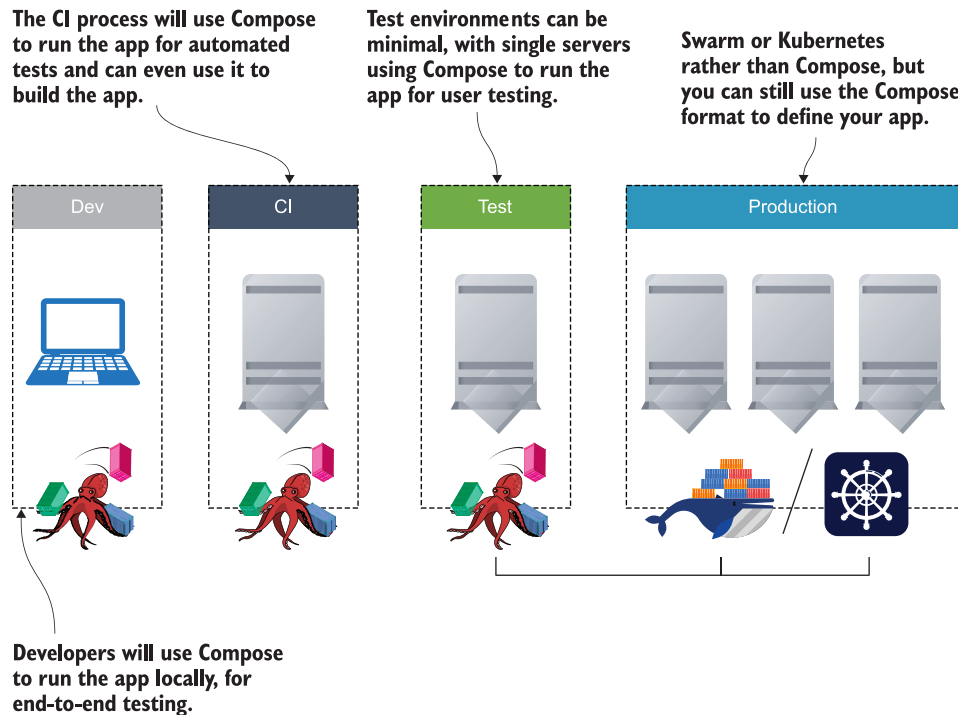 The CI process will use Compose
to run the app for automated
tests and can even use it to
build the app.
Test environments can be
minimal, with single servers
using Compose to run the
app for user testing.
Swarm or Kubernetes
rather than Compose, but
you can still use the Compose
format to define your app.
Dev
CI
Test
Production
Developers will use Compose
to run the app locally, for
end-to-end testing.